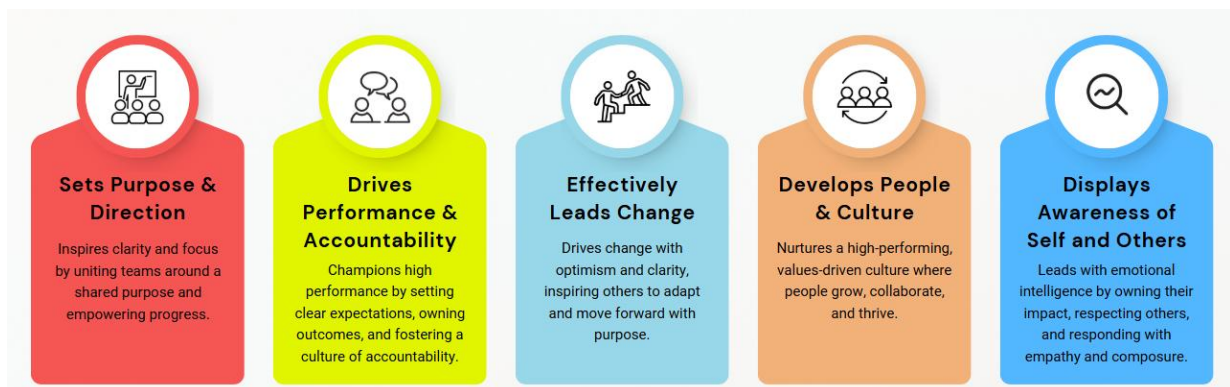 Sets Purpose &
Direction
Inspires clarity and focus
by uniting teams around a
shared purpose and
empowering progress.
Drives
Performance &
Accountability
Champions high
performance by setting
clear expectations, owning
outcomes, and fostering a
culture of accountability.
Effectively
Leads Change
Drives change with
optimism and clarity,
inspiring others to adapt
and move forward with
purpose.
Develops People
& Culture
Nurtures a high-performing,
values-driven culture where
people grow, collaborate,
and thrive.
Displays
Awareness of
Self and Others
Leads with emotional
intelligence by owning their
impact, respecting others,
and responding with
empathy and composure.